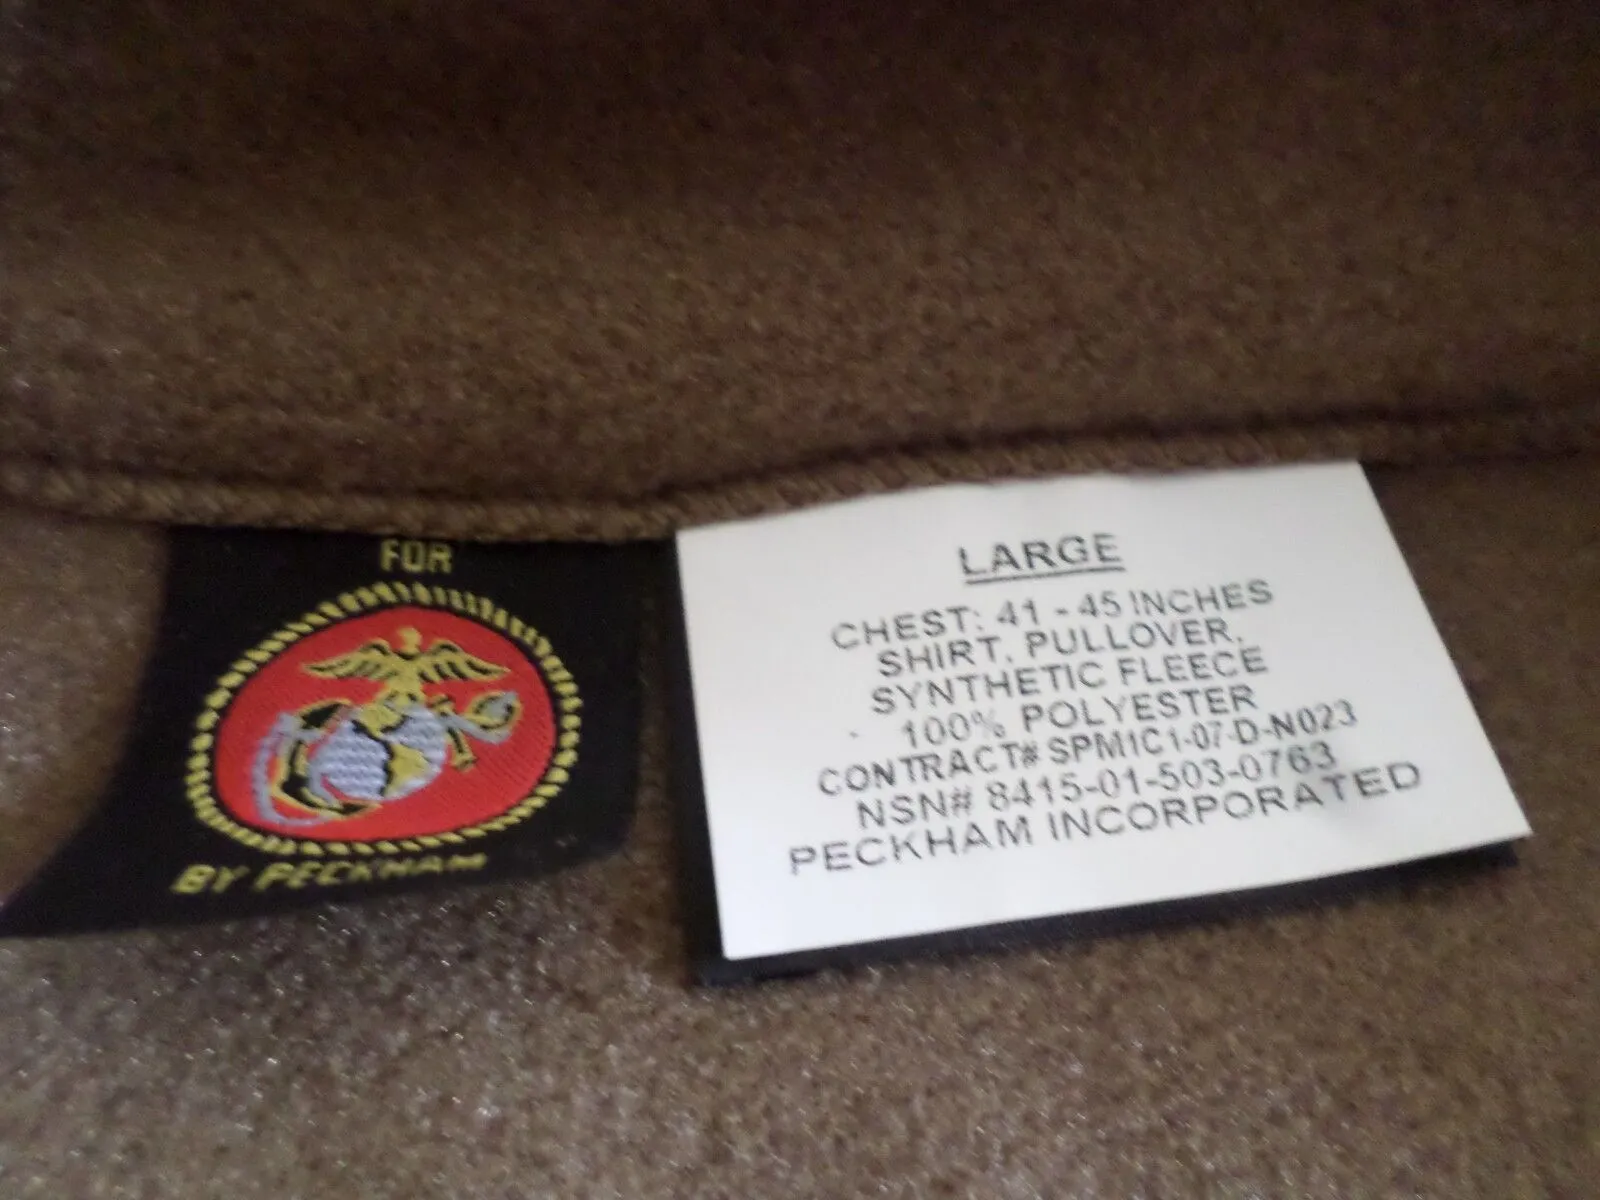 FOR
BY PECKHAM
LARGE
CHEST: 41 - 45 INCHES
SHIRT, PULLOVER,
SYNTHETIC FLEECE
100% POLYESTER
CONTRACT# SPM1C1-07-D-N023
NSN# 8415-01-503-0763
PECKHAM INCORPORATED